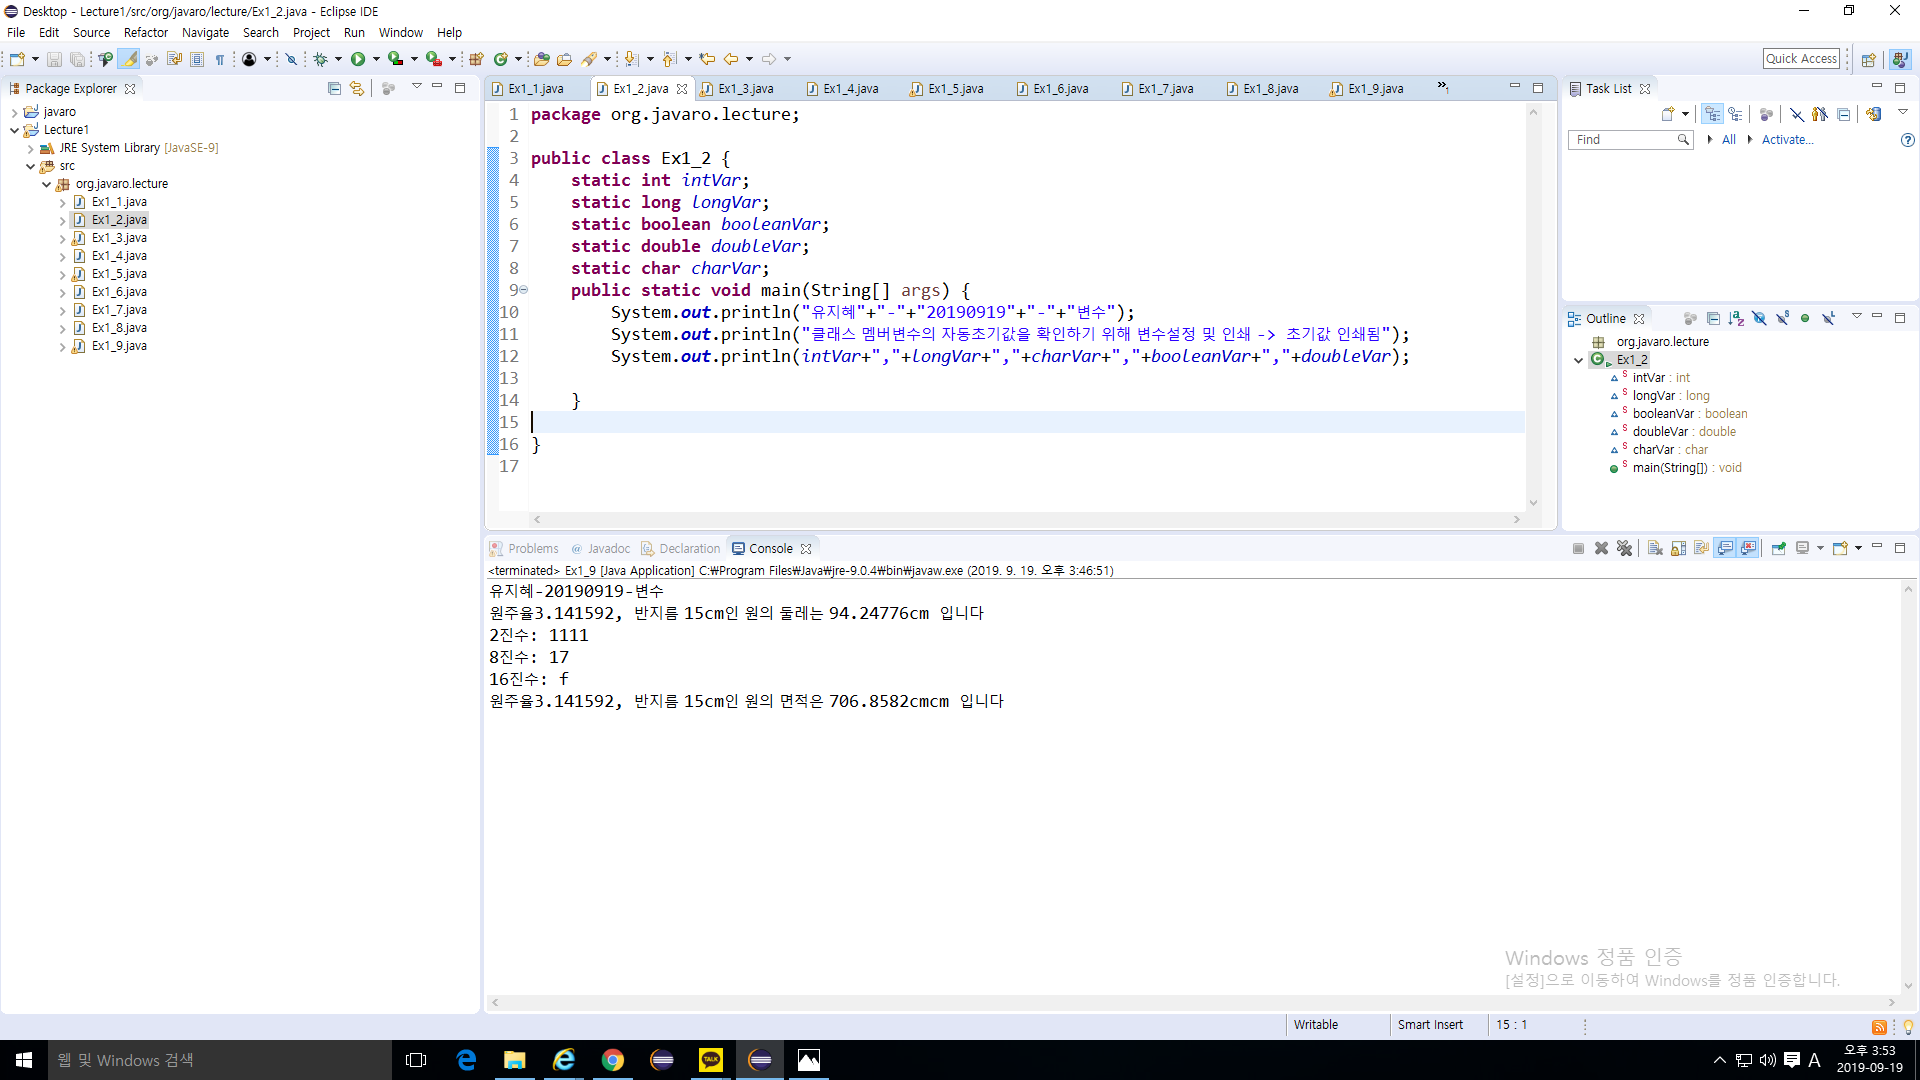 Desktop - Lecture1/src/org/javaro/lecture/Ex1_2.java - Eclipse IDE
File Edit Source Refactor Navigate Search Project Run Window Help
Quick Access
Package Explorer
javaro
Lecture1
JRE System Library [JavaSE-9]
src
org.javaro.lecture
Ex1_1.java
Ex1_2.java
Ex1_3.java
Ex1_4.java
Ex1_5.java
Ex1_6.java
Ex1_7.java
Ex1_8.java
Ex1_9.java
Ex1_1.java Ex1_2.java Ex1_3.java Ex1_4.java Ex1_5.java Ex1_6.java Ex1_7.java Ex1_8.java Ex1_9.java »1
1 package org.javaro.lecture;
2
3 public class Ex1_2 {
4 static int intVar;
5 static long longVar;
6 static boolean booleanVar;
7 static double doubleVar;
8 static char charVar;
9 public static void main(String[] args) {
10 System.out.println("유지혜"+"-"+"20190919"+"-"+"변수");
11 System.out.println("클래스 멤버변수의 자동초기값을 확인하기 위해 변수설정 및 인쇄 -> 초기값 인쇄됨");
12 System.out.println(intVar+","+longVar+","+charVar+","+booleanVar+","+doubleVar);
13
14 }
15
16 }
17
Task List
Find All Activate...
Outline
org.javaro.lecture
Ex1_2
intVar : int
longVar : long
booleanVar : boolean
doubleVar : double
charVar : char
main(String[]) : void
Problems @ Javadoc Declaration Console
<terminated> Ex1_9 [Java Application] C:₩Program Files₩Java₩jre-9.0.4₩bin₩javaw.exe (2019. 9. 19. 오후 3:46:51)
유지혜-20190919-변수
원주율3.141592, 반지름 15cm인 원의 둘레는 94.24776cm 입니다
2진수: 1111
8진수: 17
16진수: f
원주율3.141592, 반지름 15cm인 원의 면적은 706.8582cmcm 입니다
Windows 정품 인증
[설정]으로 이동하여 Windows를 정품 인증합니다.
Writable Smart Insert 15 : 1
웹 및 Windows 검색
TALK
A
오후 3:53
2019-09-19